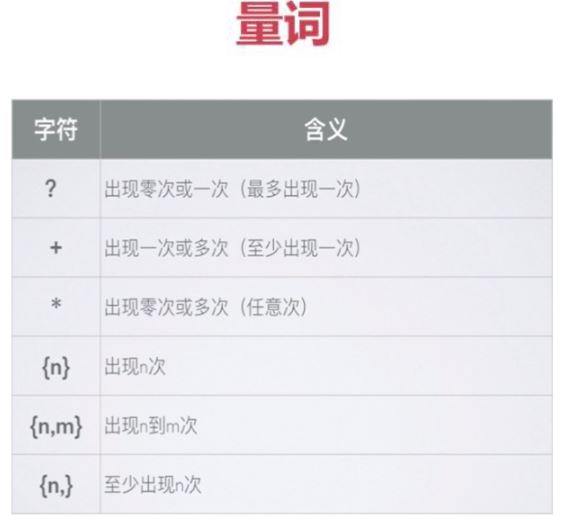 量词
字符 含义
? 出现零次或一次（最多出现一次）
+ 出现一次或多次（至少出现一次）
* 出现零次或多次（任意次）
{n} 出现n次
{n,m} 出现n到m次
{n,} 至少出现n次